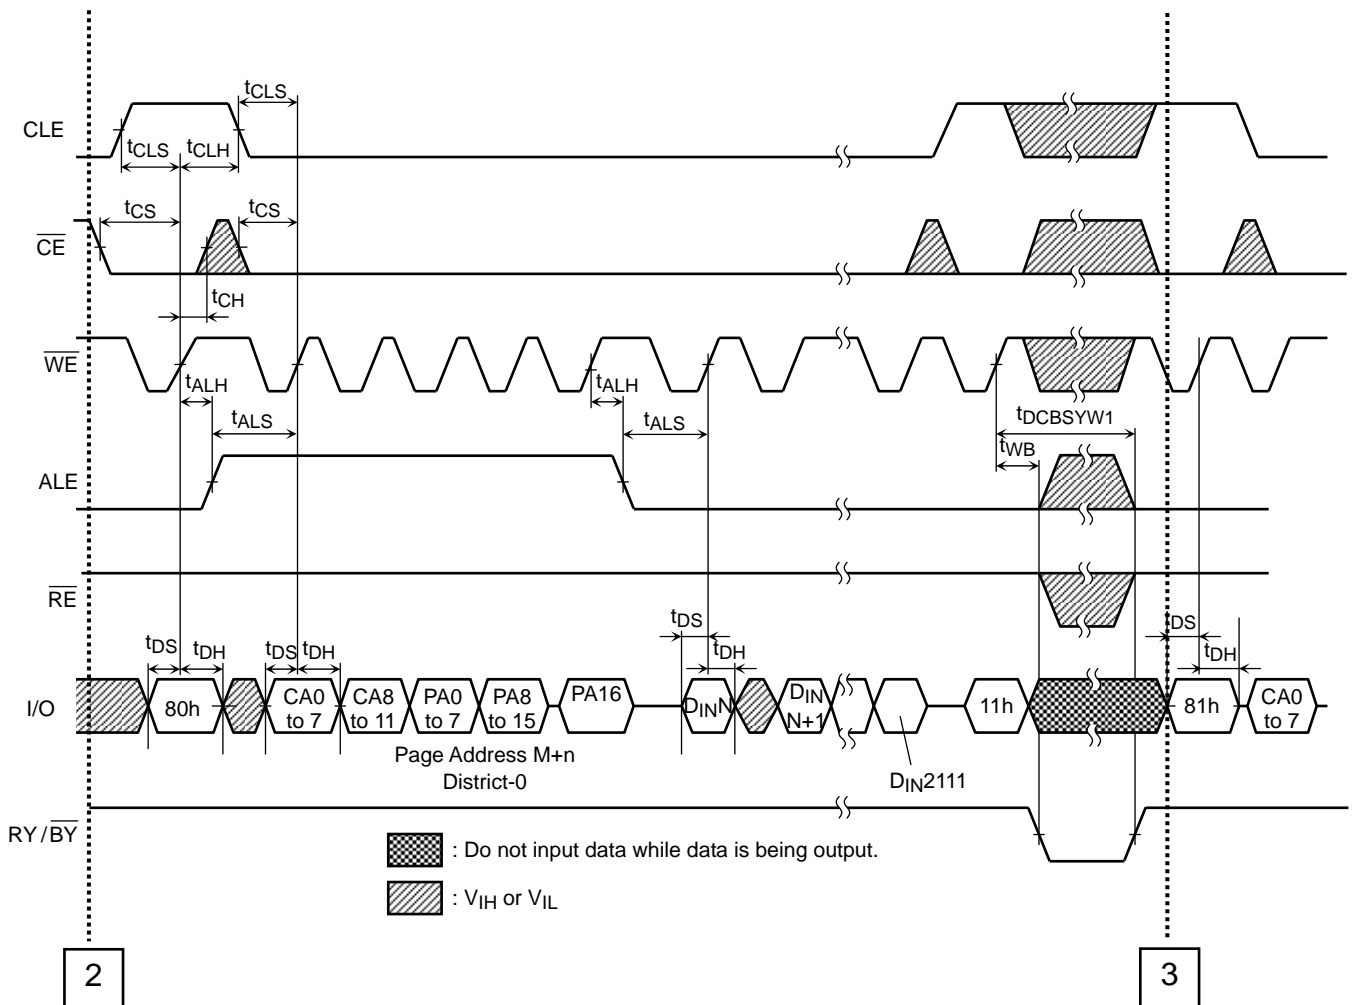 tCLS
CLE
tCLS
tCLH
tCS
tCS
CE
tCH
WE
tALH
tALH
tALS
tALS
tDCBSYW1
tWB
ALE
RE
tDS
tDH
tDS
tDH
tDS
tDH
DS
tDH
I/O
80h
CA0 to 7
CA8 to 11
PA0 to 7
PA8 to 15
PA16
DINN
DIN N+1
11h
81h
CA0 to 7
Page Address M+n
District-0
DIN2111
RY/BY
: Do not input data while data is being output.
: VIH or VIL
2
3